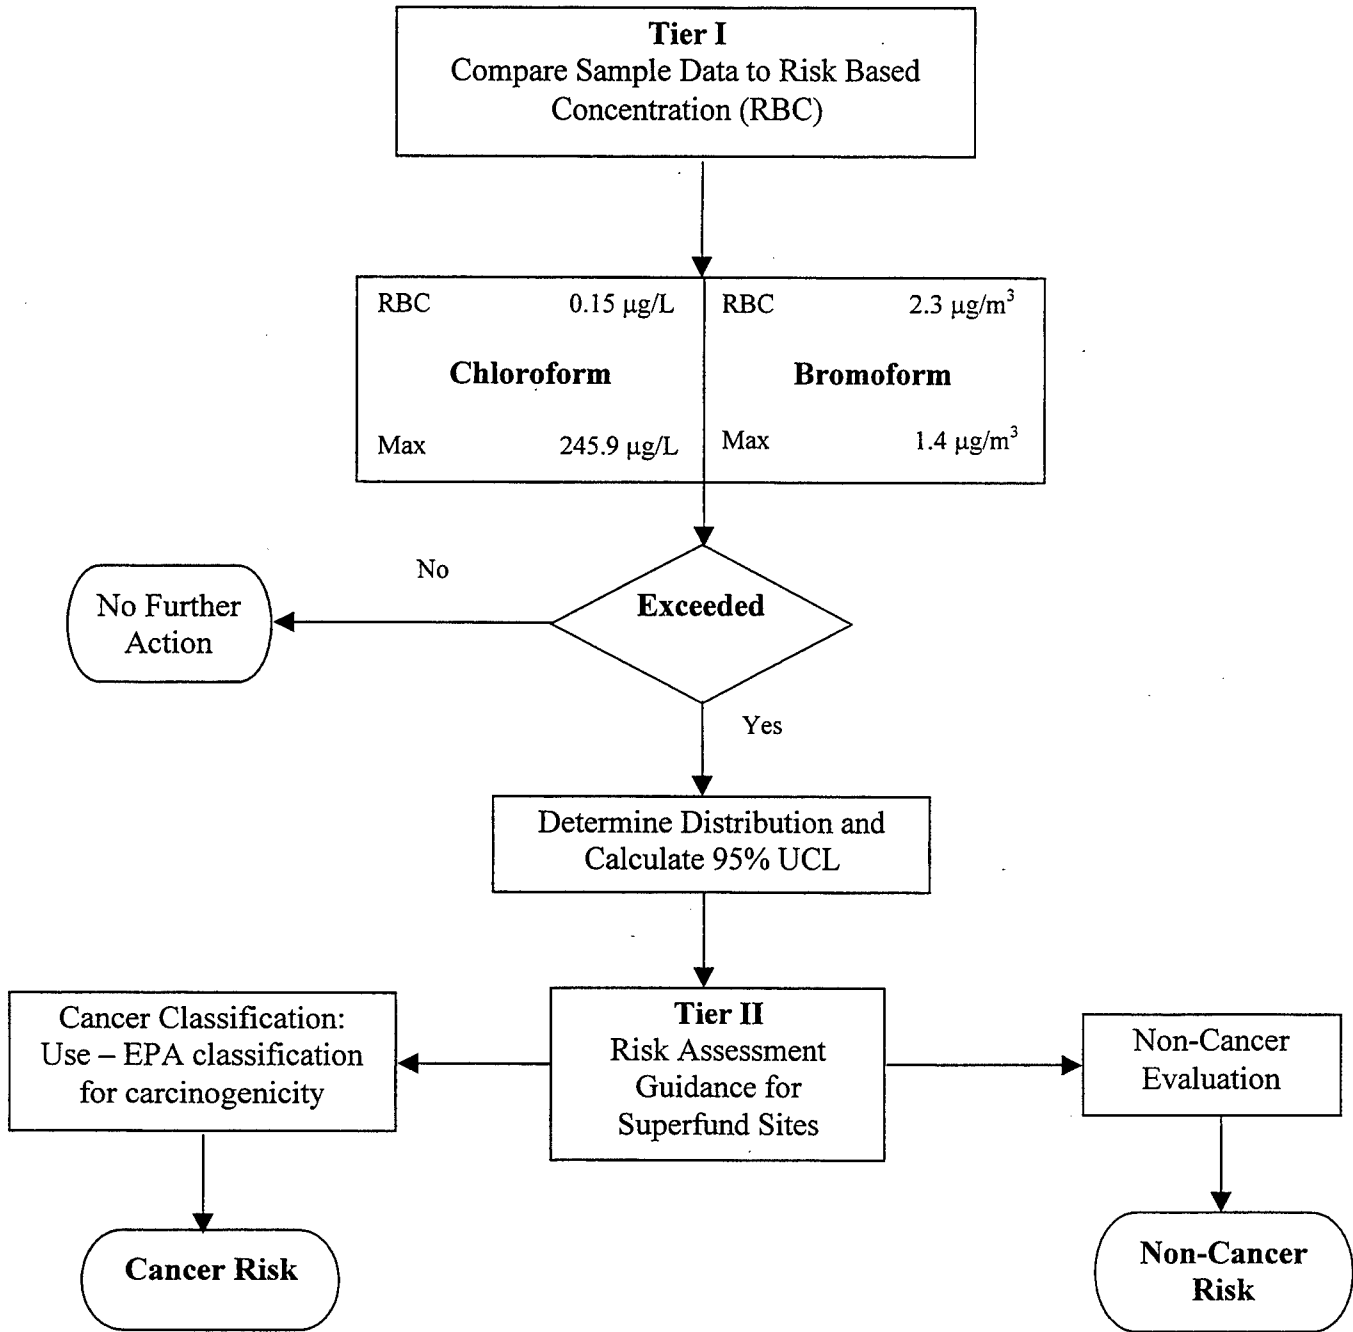 Tier I
Compare Sample Data to Risk Based
Concentration (RBC)
RBC 0.15 µg/L
Chloroform
Max 245.9 µg/L
RBC 2.3 µg/m³
Bromoform
Max 1.4 µg/m³
No
Exceeded
No Further
Action
Yes
Determine Distribution and
Calculate 95% UCL
Cancer Classification:
Use – EPA classification
for carcinogenicity
Tier II
Risk Assessment
Guidance for
Superfund Sites
Non-Cancer
Evaluation
Cancer Risk
Non-Cancer
Risk